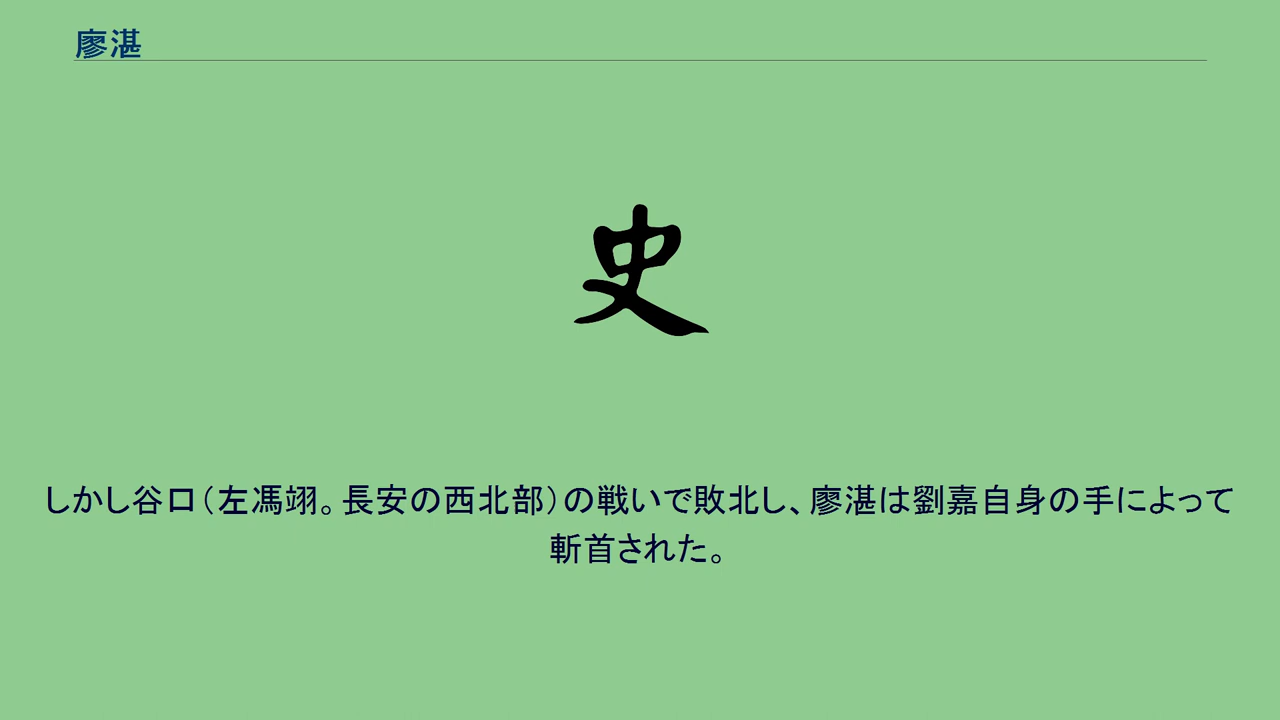 廖湛
史
しかし谷口（左馮翊。長安の西北部）の戦いで敗北し、廖湛は劉嘉自身の手によって
斬首された。